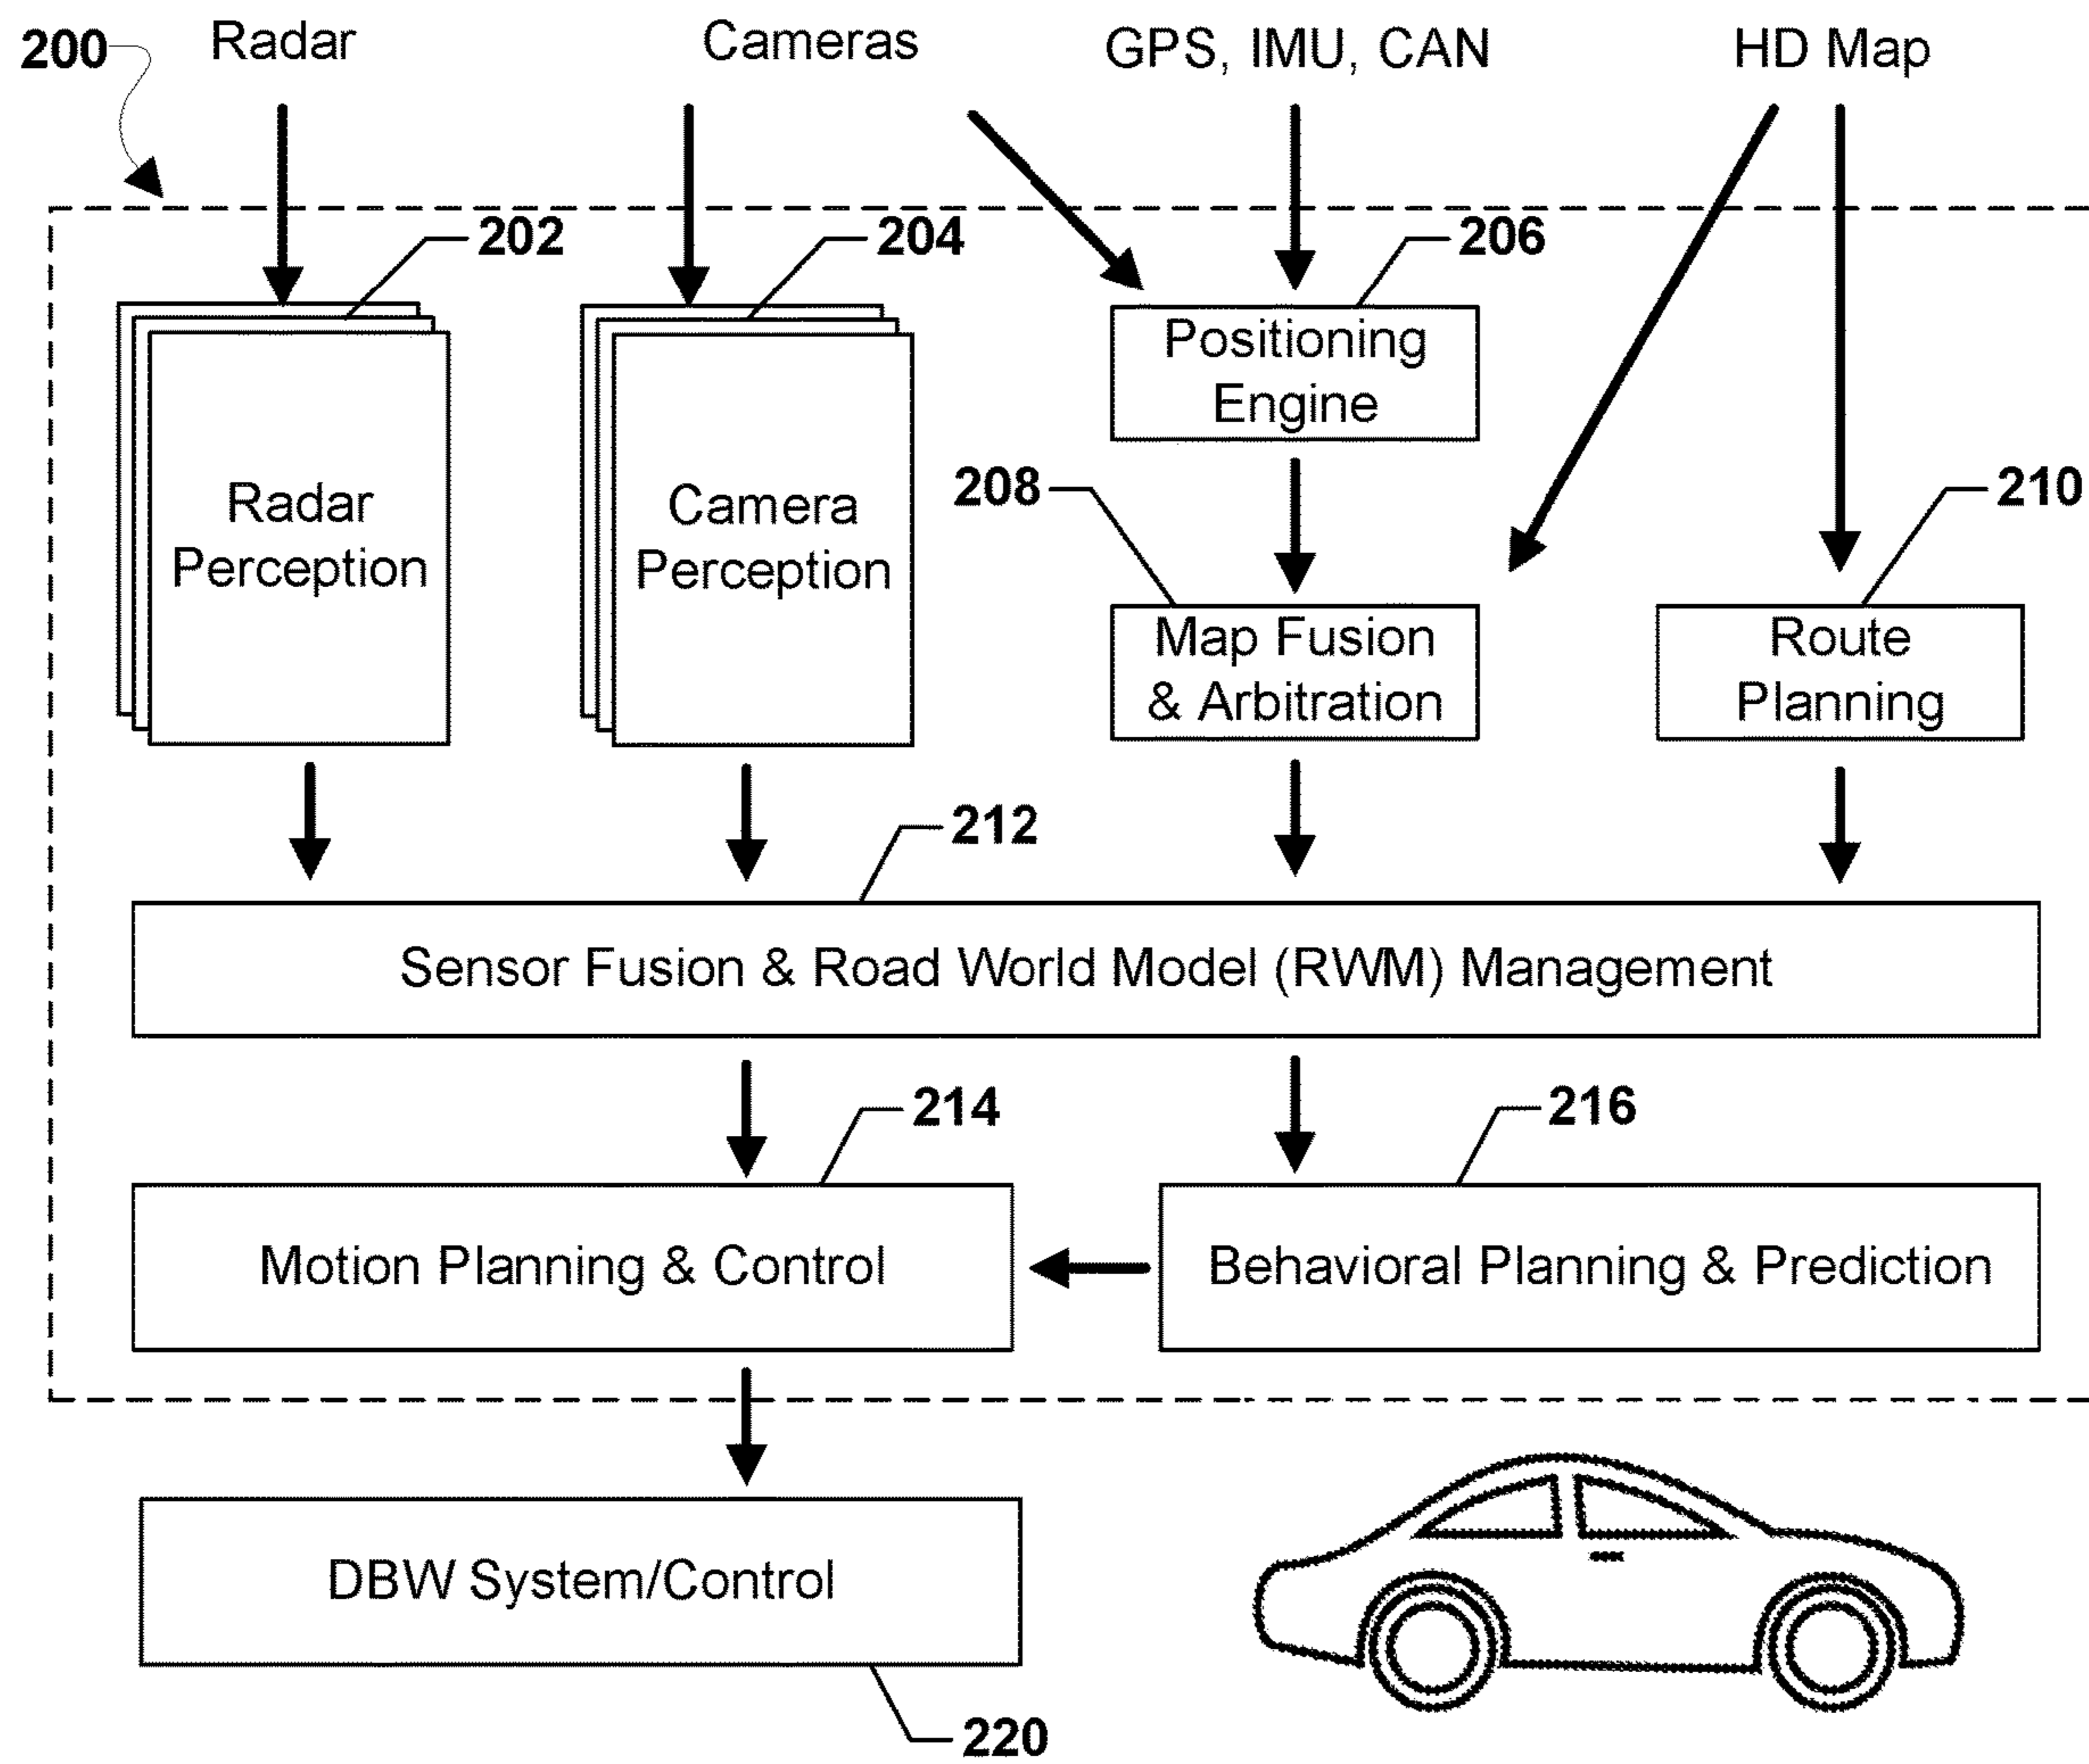 200
Radar
Cameras
GPS, IMU, CAN
HD Map
202
204
206
Positioning
Engine
208
210
Radar
Perception
Camera
Perception
Map Fusion
& Arbitration
Route
Planning
212
Sensor Fusion & Road World Model (RWM) Management
214
216
Motion Planning & Control
Behavioral Planning & Prediction
DBW System/Control
220